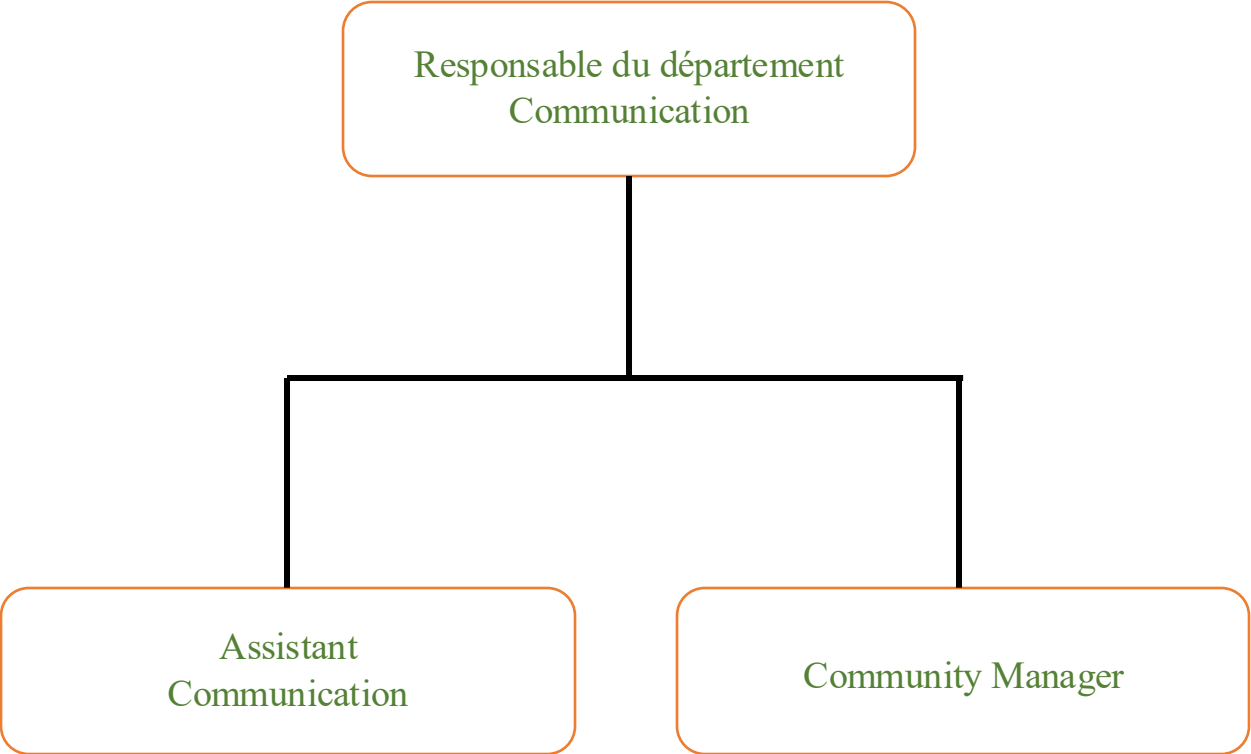 Responsable du département
Communication
Assistant
Communication
Community Manager